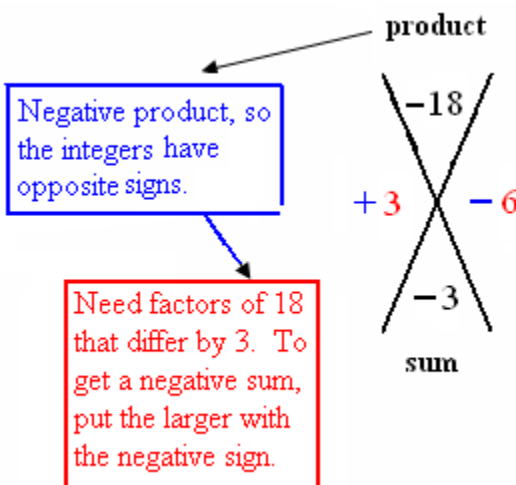 product
Negative product, so
the integers have
opposite signs.
-18
+3 -6
-3
sum
Need factors of 18
that differ by 3. To
get a negative sum,
put the larger with
the negative sign.